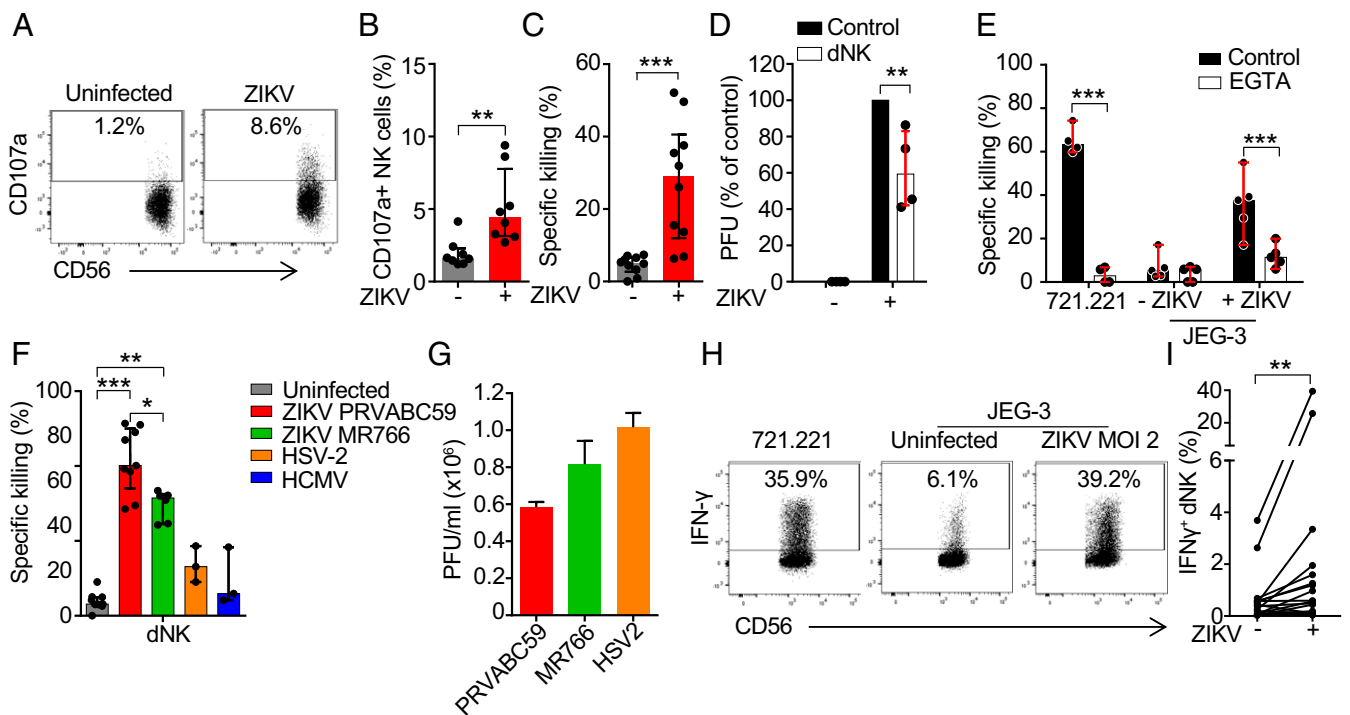 A
Uninfected
ZIKV
1.2%
8.6%
CD107a
CD56
B
CD107a+ NK cells (%)
15
10
5
0
**
ZIKV - +
C
Specific killing (%)
60
40
20
0
***
ZIKV - +
D
Control
dNK
PFU (% of control)
120
100
80
60
40
20
0
**
ZIKV - +
E
Control
EGTA
Specific killing (%)
100
80
60
40
20
0
***
***
721.221 - ZIKV + ZIKV
JEG-3
F
Specific killing (%)
100
80
60
40
20
0
**
***
*
dNK
Uninfected
ZIKV PRVABC59
ZIKV MR766
HSV-2
HCMV
G
PFU/ml (x10⁶)
1.2
1.0
0.8
0.6
0.4
0.2
0
PRVABC59
MR766
HSV2
H
JEG-3
721.221
Uninfected
ZIKV MOI 2
35.9%
6.1%
39.2%
IFN-γ
CD56
I
IFNγ⁺ dNK (%)
40
20
6
4
2
0
**
ZIKV - +